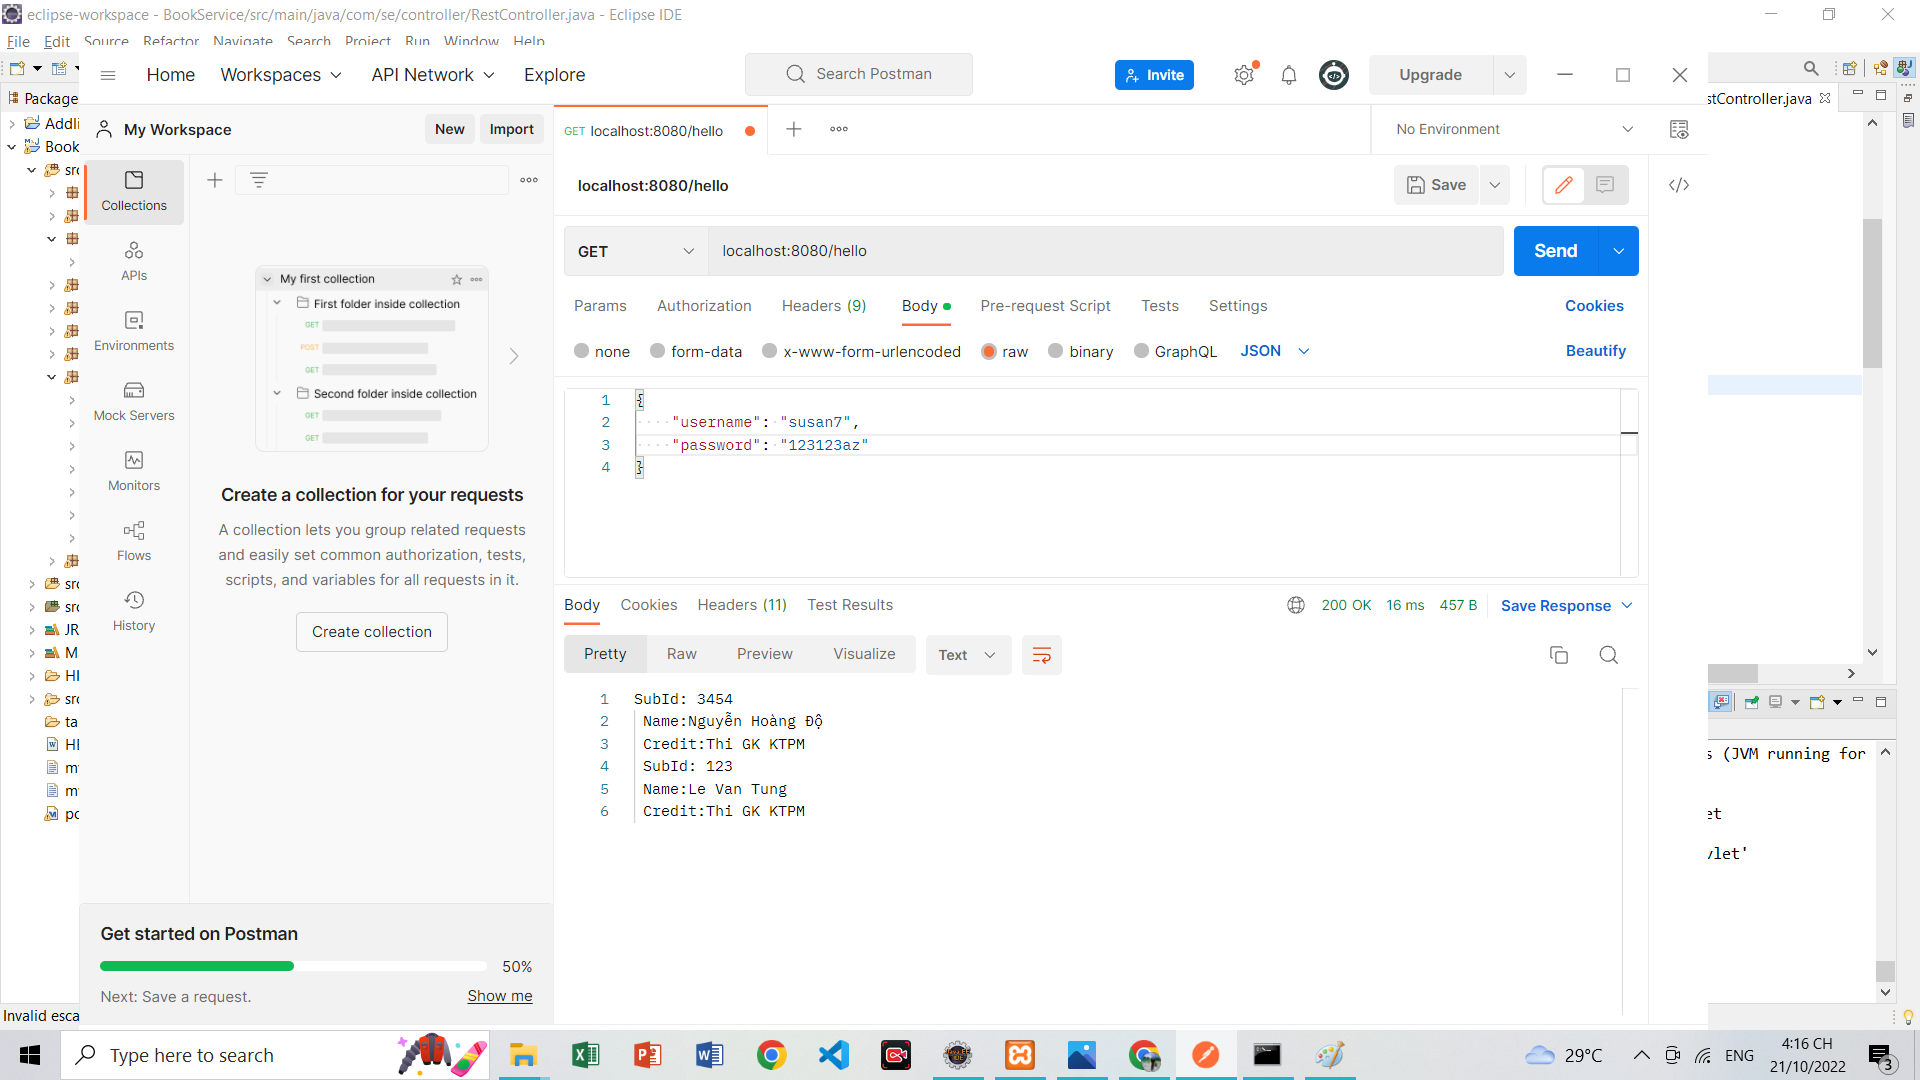 eclipse-workspace - BookService/src/main/java/com/se/controller/RestController.java - Eclipse IDE
File Edit Source Refactor Navigate Search Project Run Window Help
Home Workspaces API Network Explore
Search Postman
Invite
Upgrade
Package
Addli
Book
src
src
src
JR
M
HI
src
ta
HI
m
m
po
Invalid esca
My Workspace
New Import
Collections
APIs
Environments
Mock Servers
Monitors
Flows
History
My first collection
First folder inside collection
GET
POST
GET
Second folder inside collection
GET
GET
Create a collection for your requests
A collection lets you group related requests
and easily set common authorization, tests,
scripts, and variables for all requests in it.
Create collection
Get started on Postman
50%
Next: Save a request.
Show me
GET localhost:8080/hello
No Environment
localhost:8080/hello
Save
GET
localhost:8080/hello
Send
Params Authorization Headers (9) Body Pre-request Script Tests Settings
Cookies
none form-data x-www-form-urlencoded raw binary GraphQL JSON
Beautify
1 {
2 "username": "susan7",
3 "password": "123123az"
4 }
Body Cookies Headers (11) Test Results
200 OK 16 ms 457 B
Save Response
Pretty Raw Preview Visualize Text
1 SubId: 3454
2 Name:Nguyễn Hoàng Độ
3 Credit:Thi GK KTPM
4 SubId: 123
5 Name:Le Van Tung
6 Credit:Thi GK KTPM
stController.java
s (JVM running for
et
vlet'
Type here to search
29°C
ENG
4:16 CH
21/10/2022
3